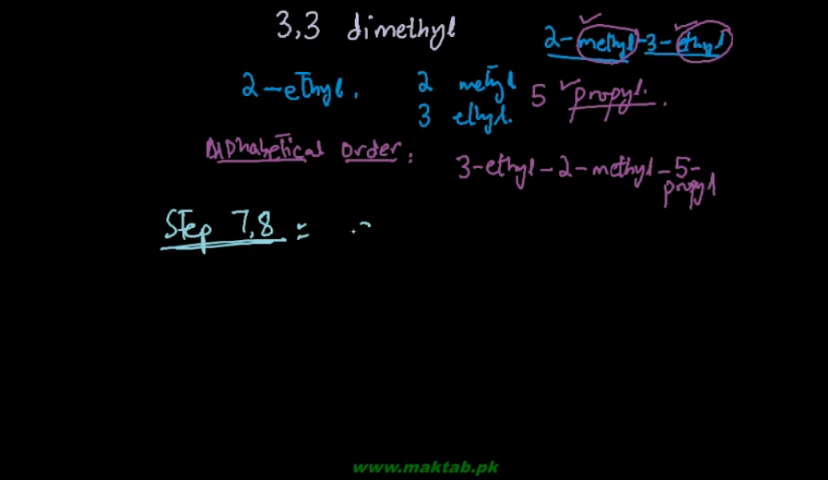 3,3 dimethyl
2-methyl-3-ethyl
2-ethyl.
2 methyl
3 ethyl.
5 propyl.
Alphabetical Order:
3-ethyl-2-methyl-5-
propyl
Step 7,8 =
www.maktab.pk